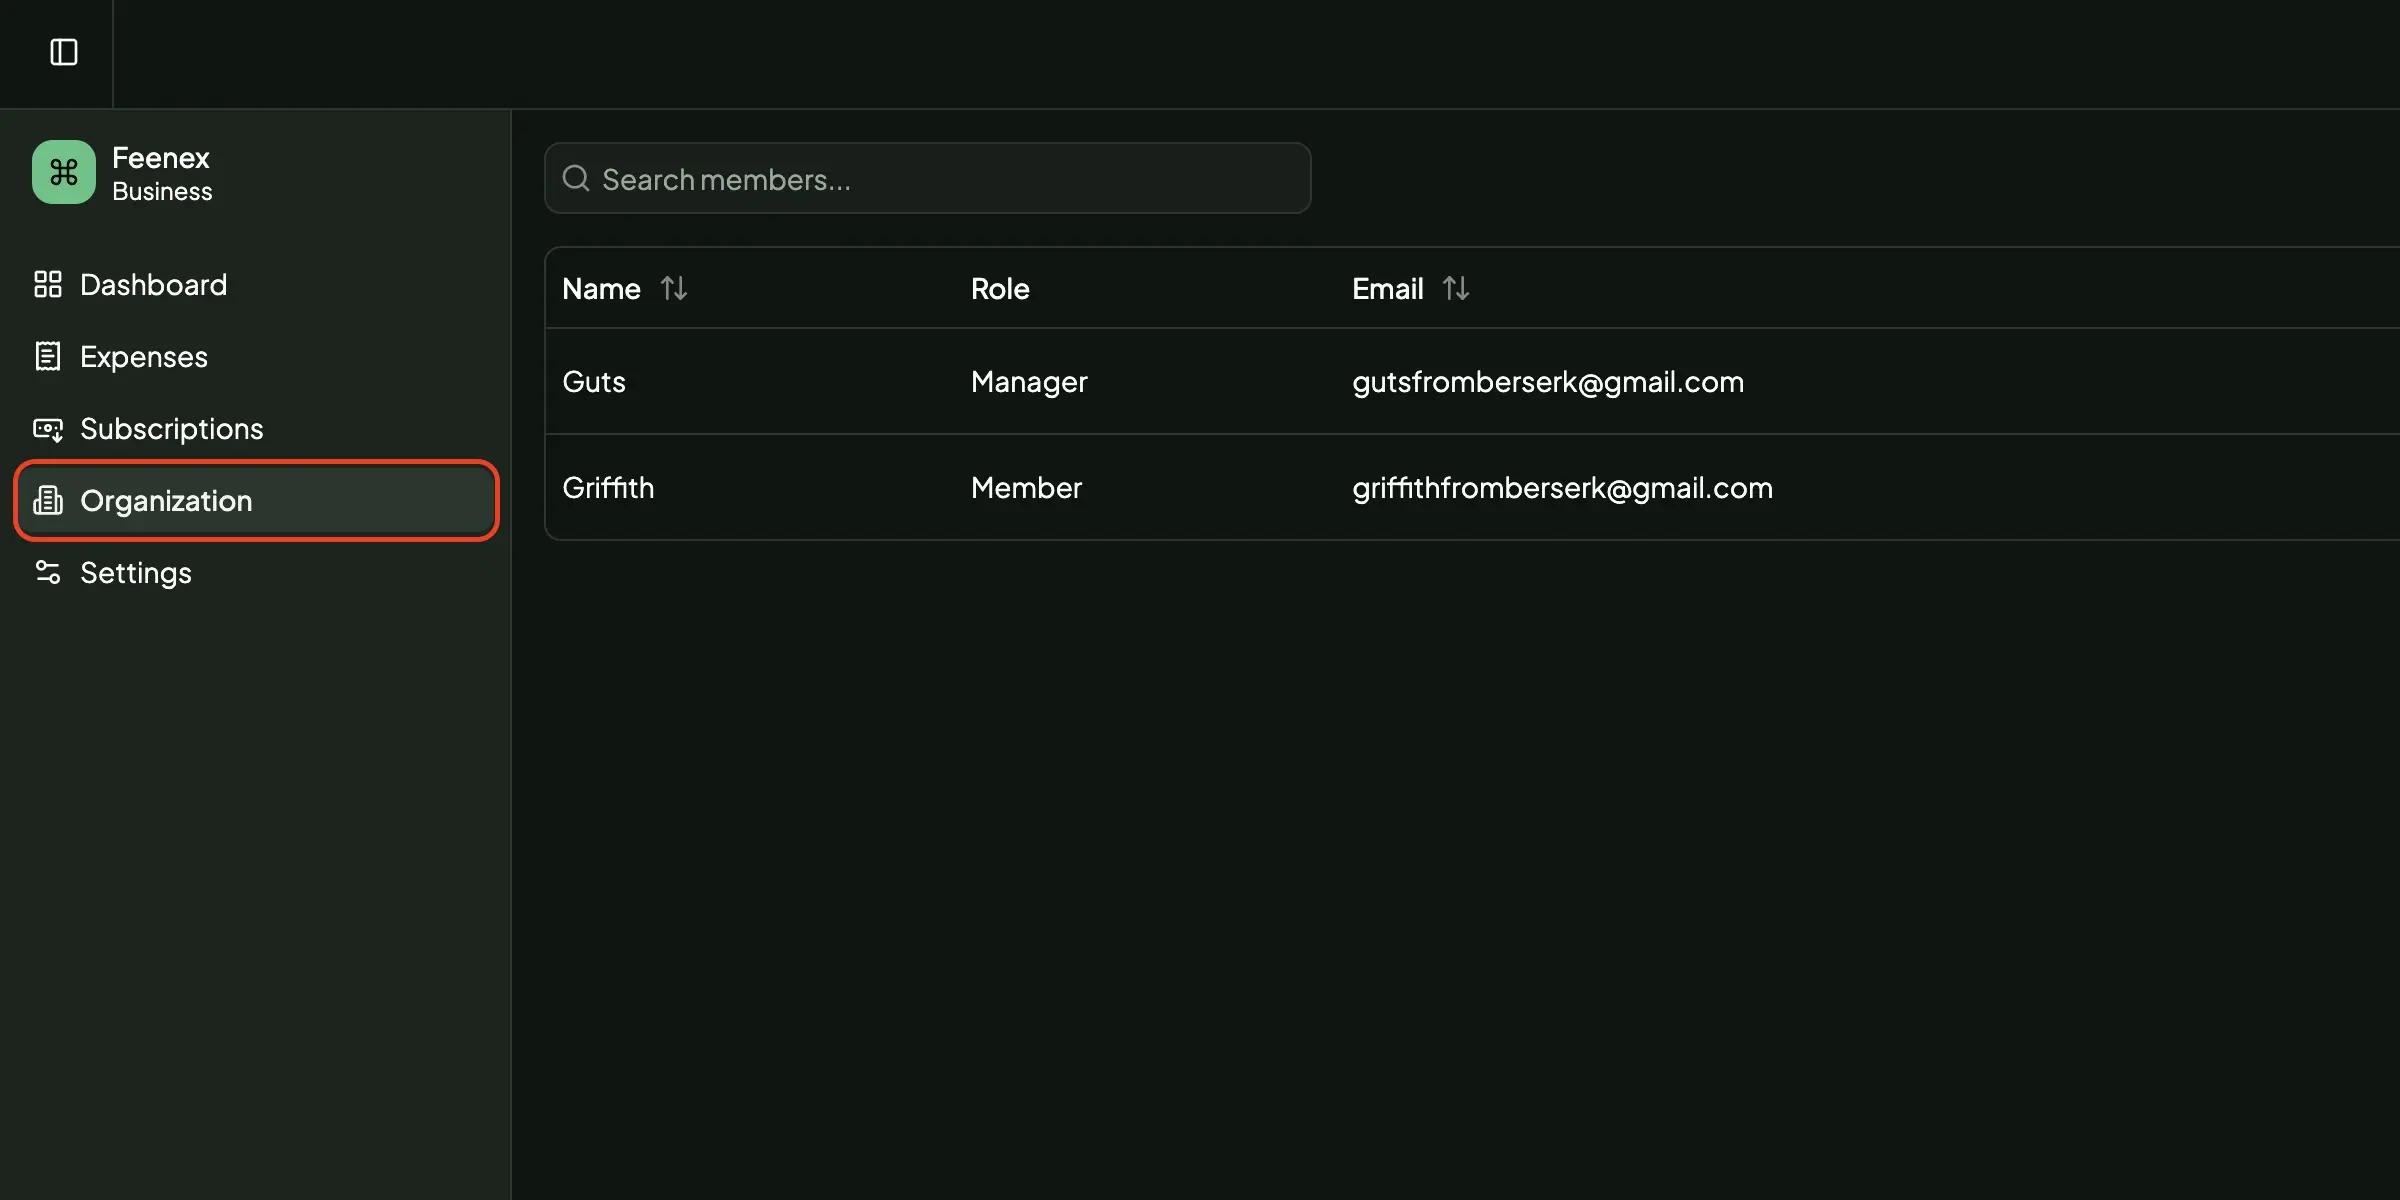 Feenex
Business
Dashboard
Expenses
Subscriptions
Organization
Settings
Search members...
Name Role Email
Guts Manager gutsfromberserk@gmail.com
Griffith Member griffithfromberserk@gmail.com